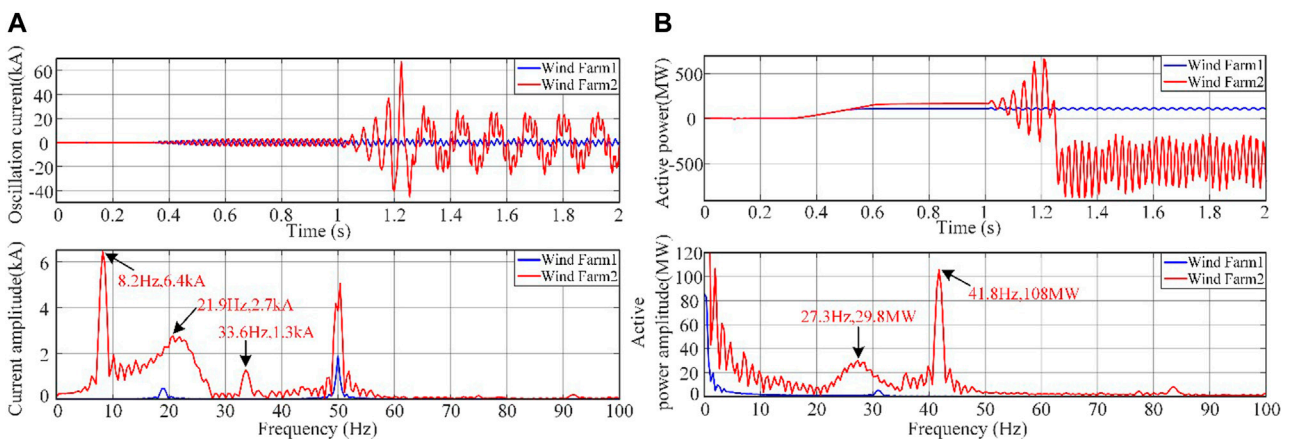 A
Oscillation current(kA)
60
40
20
0
-20
-40
0 0.2 0.4 0.6 0.8 1 1.2 1.4 1.6 1.8 2
Time (s)
Wind Farm1
Wind Farm2
Current amplitude(kA)
6
4
2
0
0 10 20 30 40 50 60 70 80 90 100
Frequency (Hz)
Wind Farm1
Wind Farm2
8.2Hz,6.4kA
21.9Hz,2.7kA
33.6Hz,1.3kA
B
Active power(MW)
500
0
-500
0 0.2 0.4 0.6 0.8 1 1.2 1.4 1.6 1.8 2
Time (s)
Wind Farm1
Wind Farm2
Active
power amplitude(MW)
120
100
80
60
40
20
0
0 10 20 30 40 50 60 70 80 90 100
Frequency (Hz)
Wind Farm1
Wind Farm2
41.8Hz,108MW
27.3Hz,29.8MW